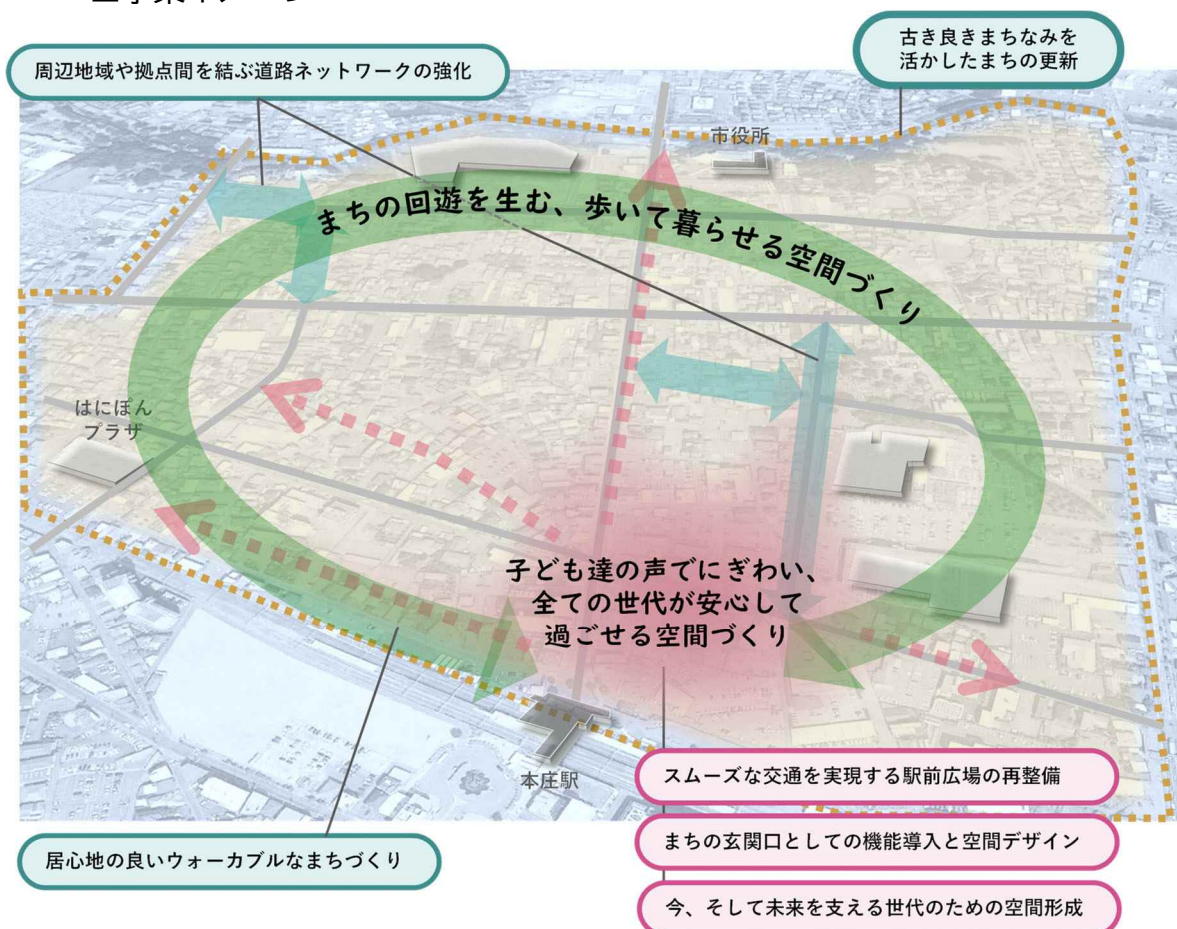 周辺地域や拠点間を結ぶ道路ネットワークの強化
古き良きまちなみを
活かしたまちの更新
市役所
まちの回遊を生む、歩いて暮らせる空間づくり
はにぽん
プラザ
子ども達の声でにぎわい、
全ての世代が安心して
過ごせる空間づくり
本庄駅
スムーズな交通を実現する駅前広場の再整備
まちの玄関口としての機能導入と空間デザイン
居心地の良いウォーカブルなまちづくり
今、そして未来を支える世代のための空間形成